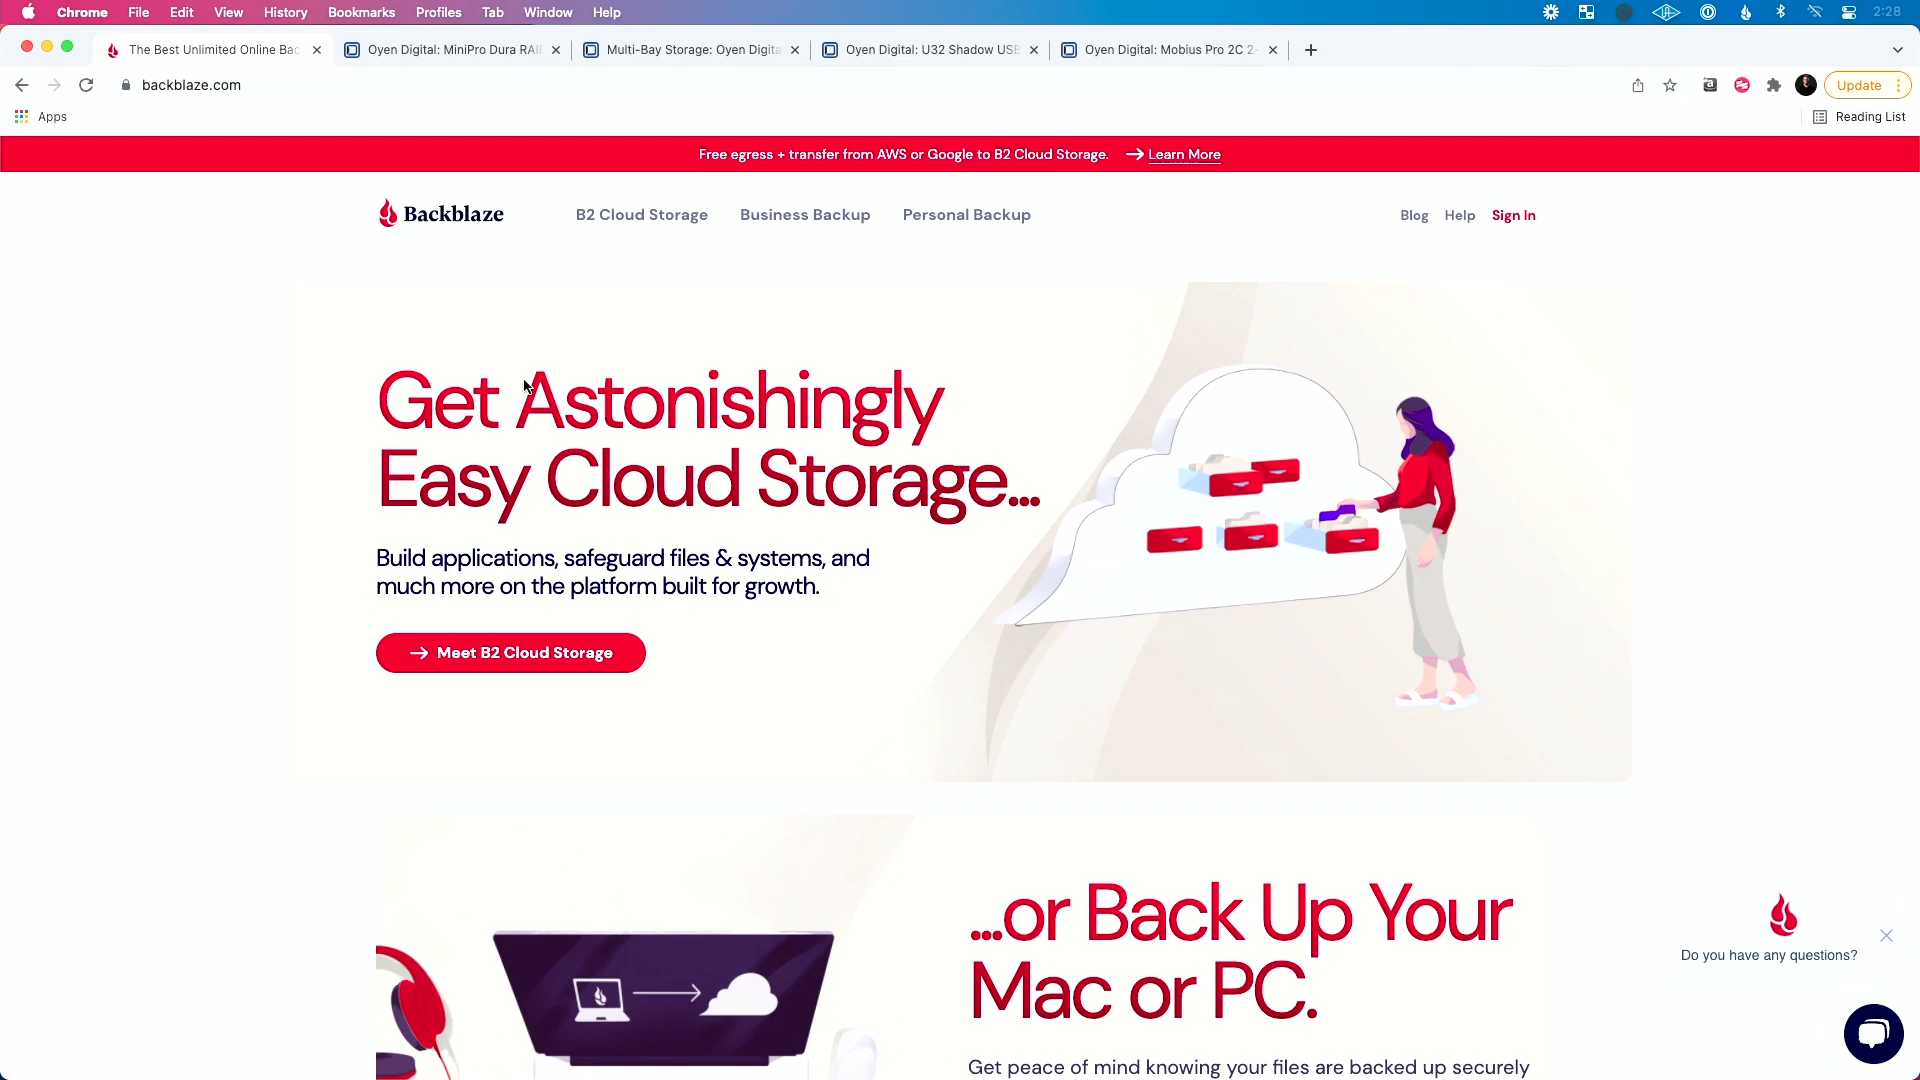 Chrome File Edit View History Bookmarks Profiles Tab Window Help 2:28
The Best Unlimited Online Bac
Oyen Digital: MiniPro Dura RAI
Multi-Bay Storage: Oyen Digita
Oyen Digital: U32 Shadow USB
Oyen Digital: Mobius Pro 2C 2-
backblaze.com
Update
Apps
Reading List
Free egress + transfer from AWS or Google to B2 Cloud Storage. Learn More
Backblaze
B2 Cloud Storage Business Backup Personal Backup
Blog Help Sign In
Get Astonishingly
Easy Cloud Storage...
Build applications, safeguard files & systems, and
much more on the platform built for growth.
Meet B2 Cloud Storage
...or Back Up Your
Mac or PC.
Get peace of mind knowing your files are backed up securely
Do you have any questions?